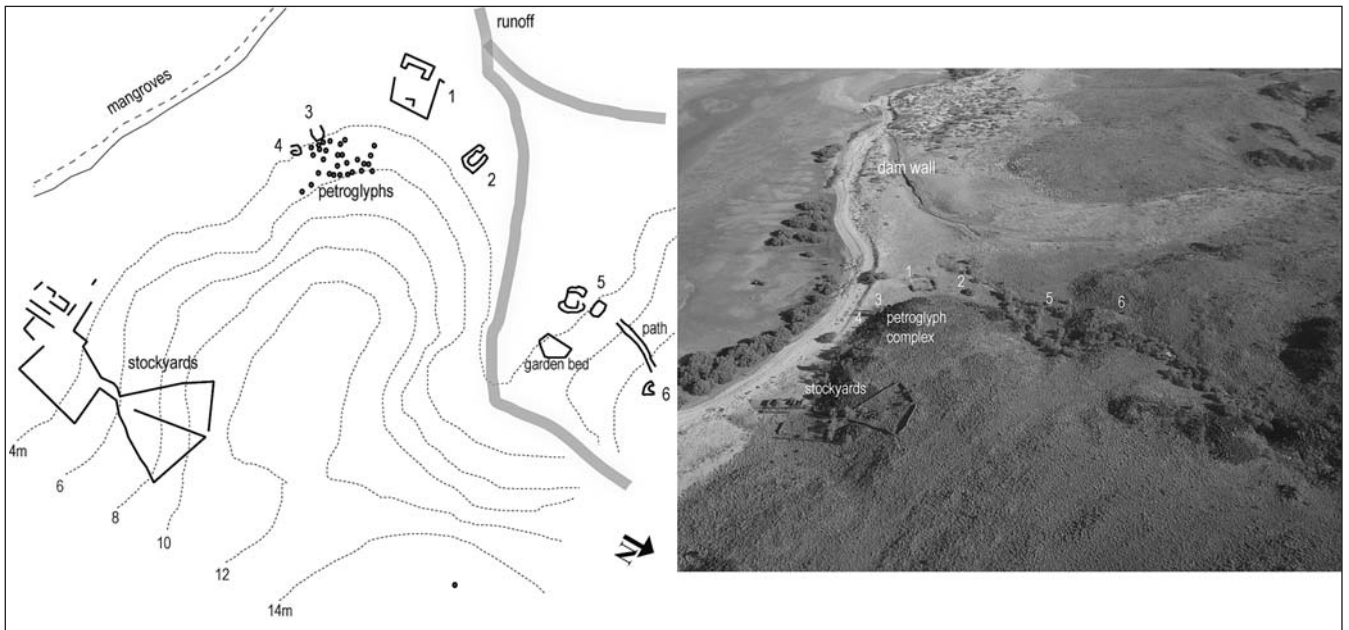 runoff
mangroves
1
3
4
2
petroglyphs
5
path
garden bed
6
stockyards
4m
6
8
10
12
14m
N
dam wall
1
2
3
4
5
6
petroglyph
complex
stockyards